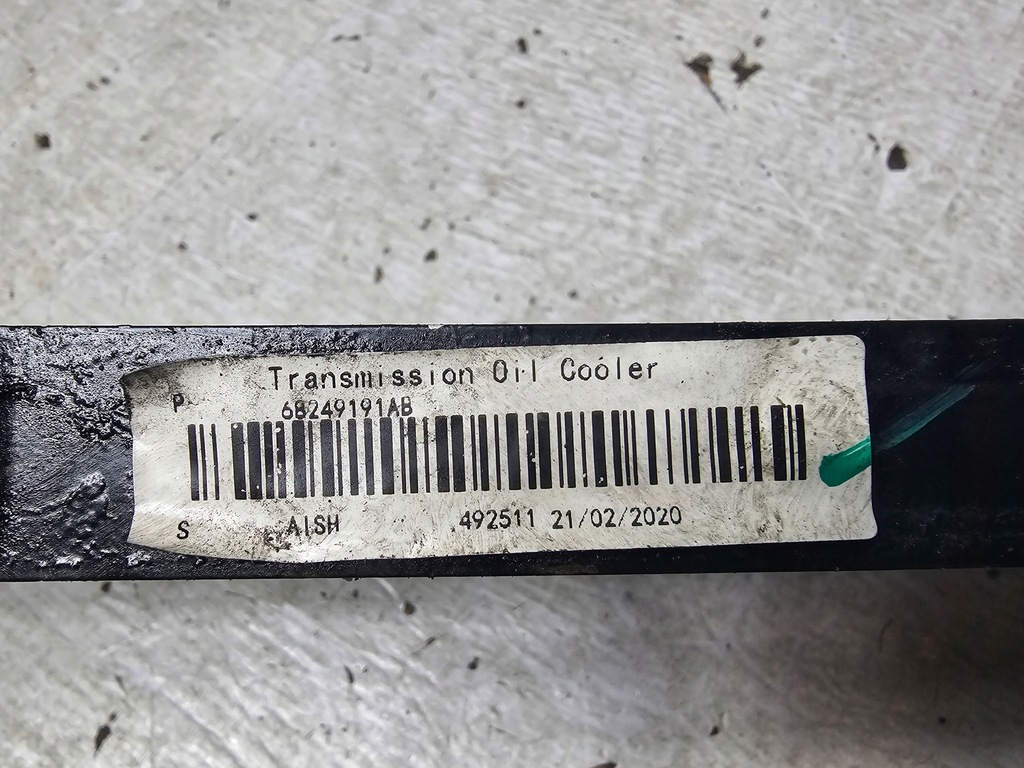 Transmission Oil Cooler
P 68249191AB
S AISH 492511 21/02/2020